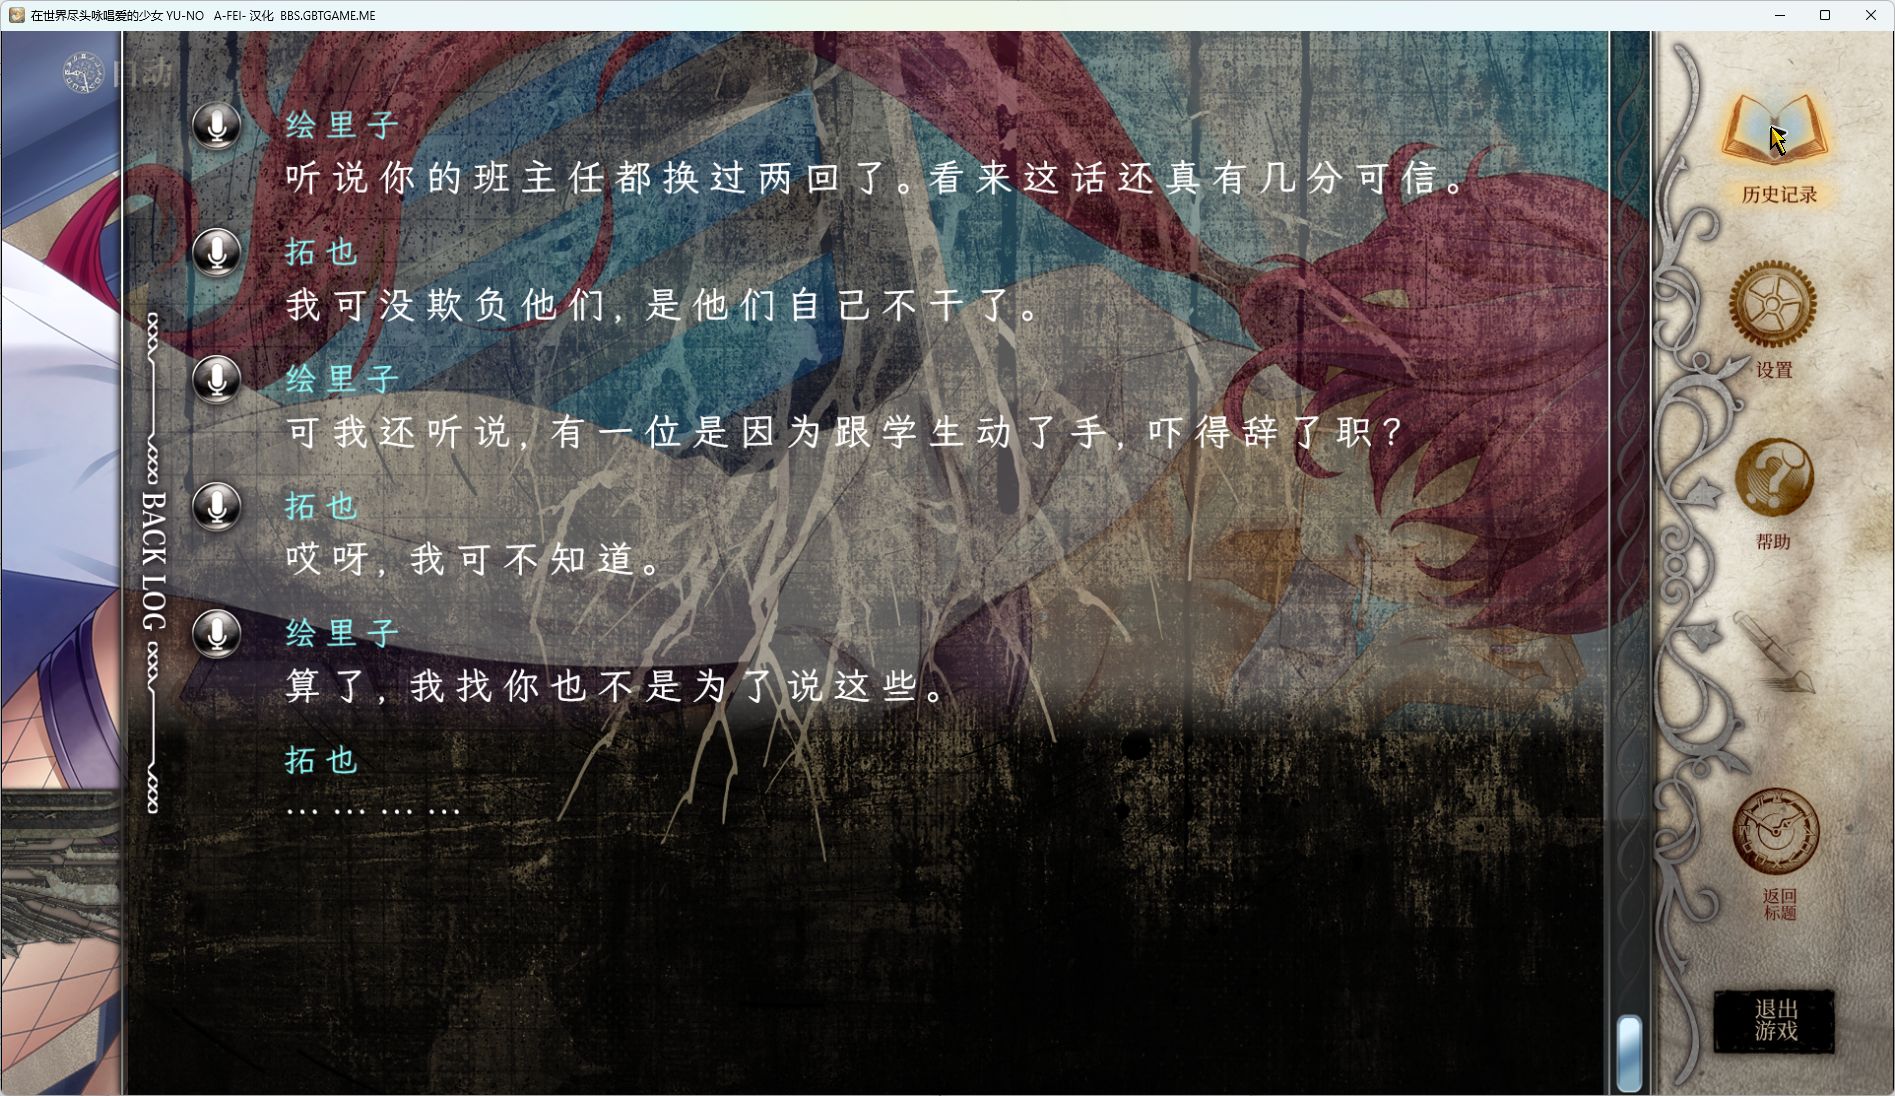 在世界尽头咏唱爱的少女 YU-NO A-FEI- 汉化 BBS.GBTGAME.ME
自动
绘里子
听说你的班主任都换过两回了。看来这话还真有几分可信。
拓也
我可没欺负他们，是他们自己不干了。
绘里子
可我还听说，有一位是因为跟学生动了手，吓得辞了职？
拓也
哎呀，我可不知道。
绘里子
算了，我找你也不是为了说这些。
拓也
…………
BACK LOG
历史记录
设置
帮助
返回
标题
退出
游戏